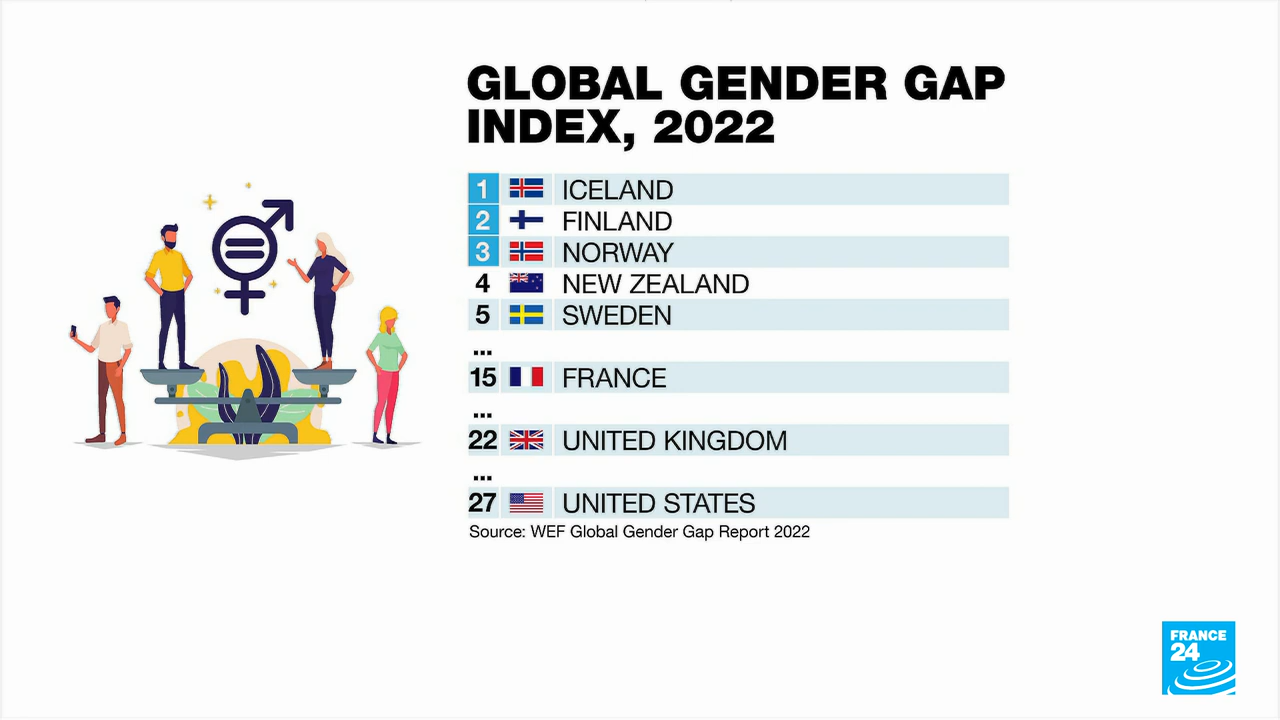 GLOBAL GENDER GAP
INDEX, 2022
1 ICELAND
2 FINLAND
3 NORWAY
4 NEW ZEALAND
5 SWEDEN
...
15 FRANCE
...
22 UNITED KINGDOM
...
27 UNITED STATES
Source: WEF Global Gender Gap Report 2022
FRANCE
24